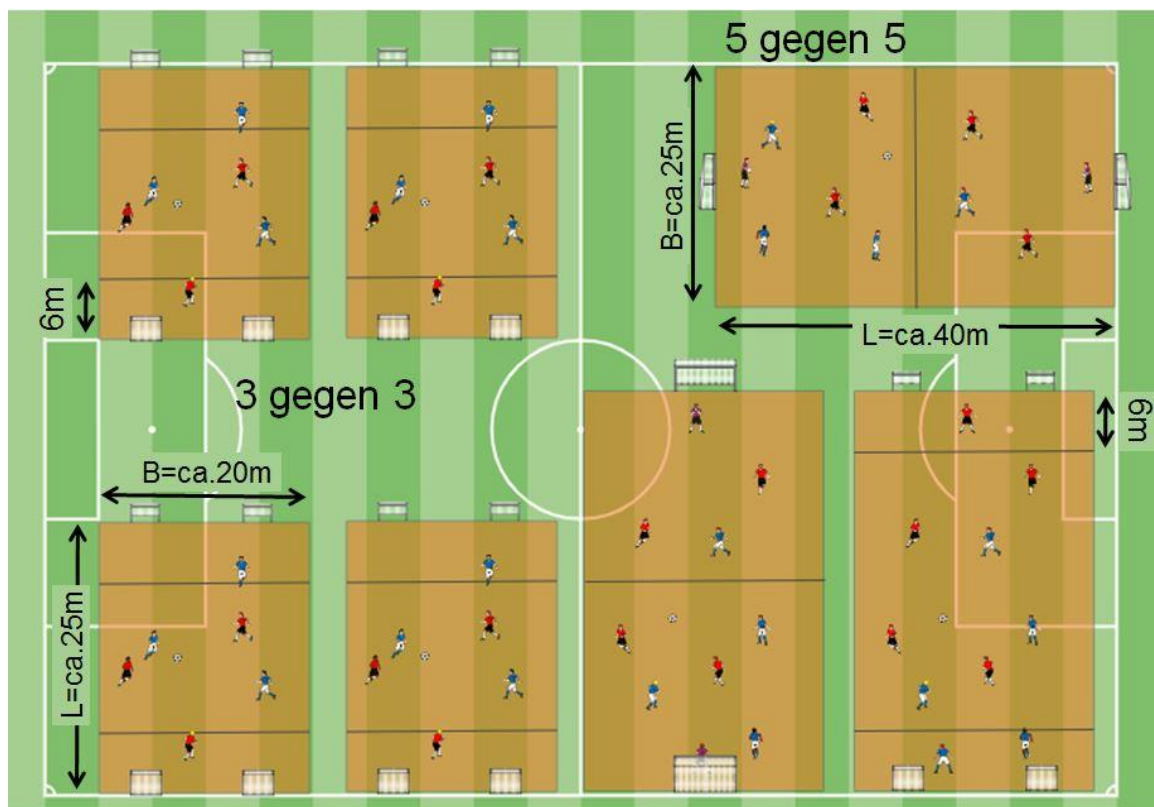 5 gegen 5
B=ca.25m
L=ca.40m
6m
3 gegen 3
6m
B=ca.20m
L=ca.25m